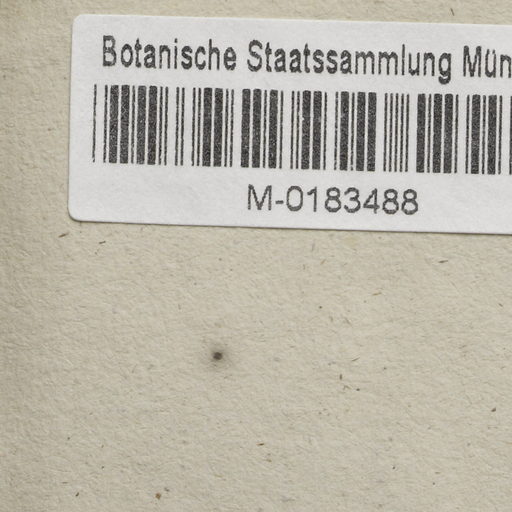 Botanische Staatssammlung Mün
M-0183488